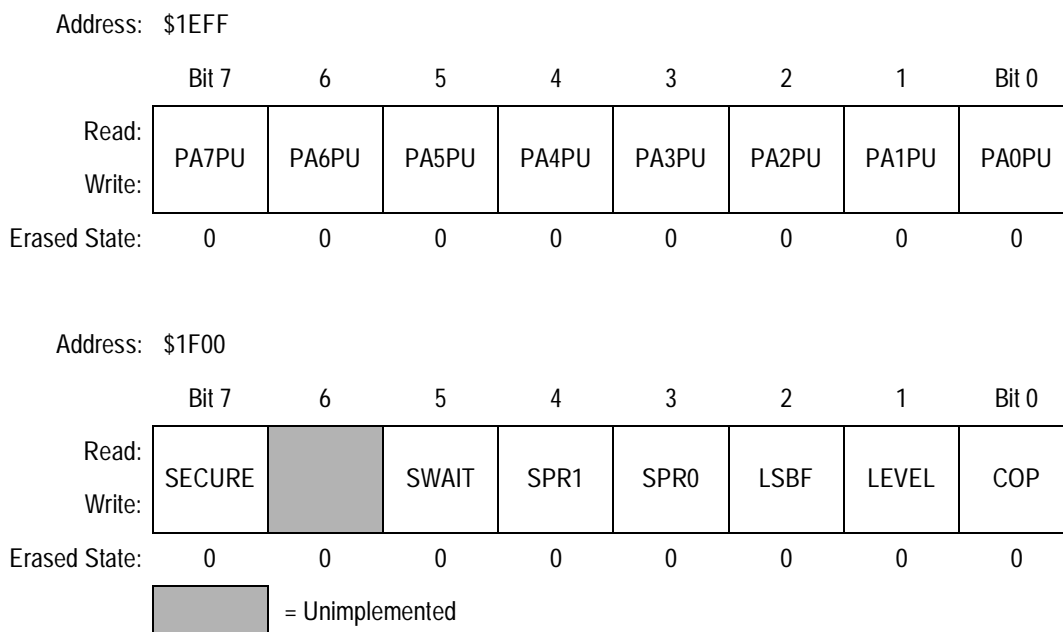 Address: $1EFF
Bit 7 6 5 4 3 2 1 Bit 0
Read:
PA7PU PA6PU PA5PU PA4PU PA3PU PA2PU PA1PU PA0PU
Write:
Erased State: 0 0 0 0 0 0 0 0
Address: $1F00
Bit 7 6 5 4 3 2 1 Bit 0
Read:
SECURE SWAIT SPR1 SPR0 LSBF LEVEL COP
Write:
Erased State: 0 0 0 0 0 0 0 0
= Unimplemented